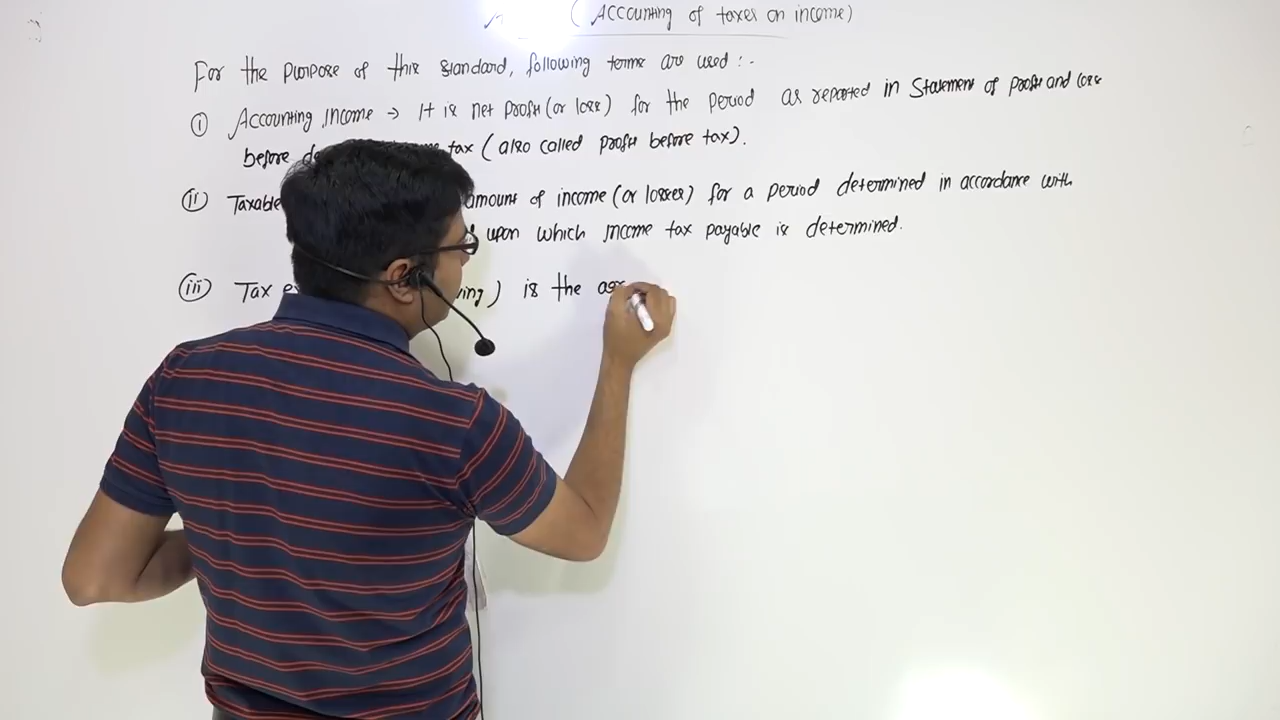 (Accounting of taxes on income)
For the purpose of this standard, following terms are used :-
(i) Accounting Income → It is net profit (or loss) for the period as reported in Statement of profit and loss
before tax (also called profit before tax).
(ii) Taxable amount of income (or losses) for a period determined in accordance with
upon which income tax payable is determined.
(iii) Tax is the